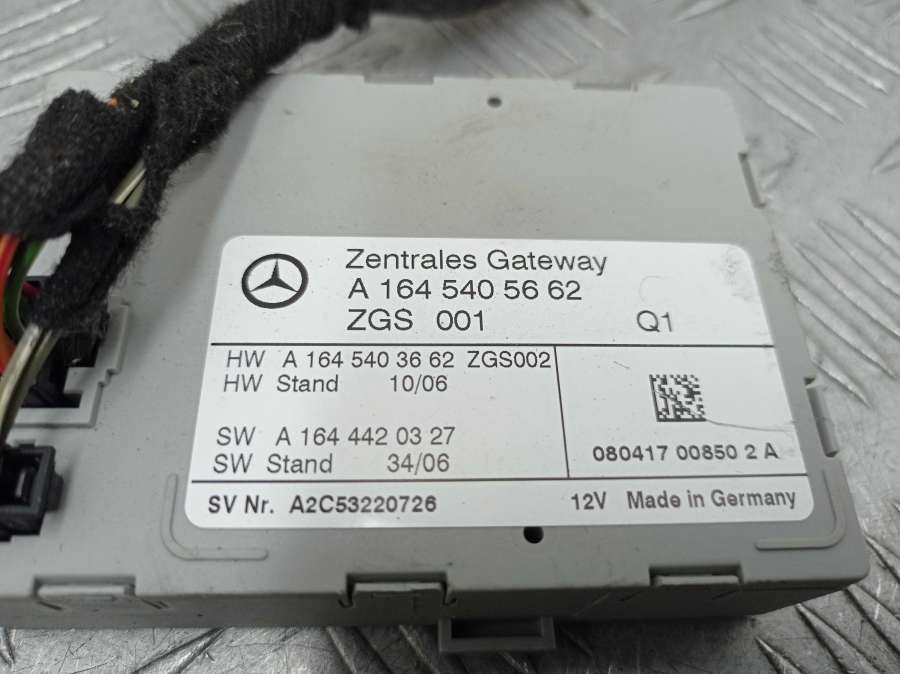 Zentrales Gateway
A 164 540 56 62
ZGS 001 Q1
HW A 164 540 36 62 ZGS002
HW Stand 10/06
SW A 164 442 03 27
SW Stand 34/06
080417 00850 2 A
SV Nr. A2C53220726 12V Made in Germany